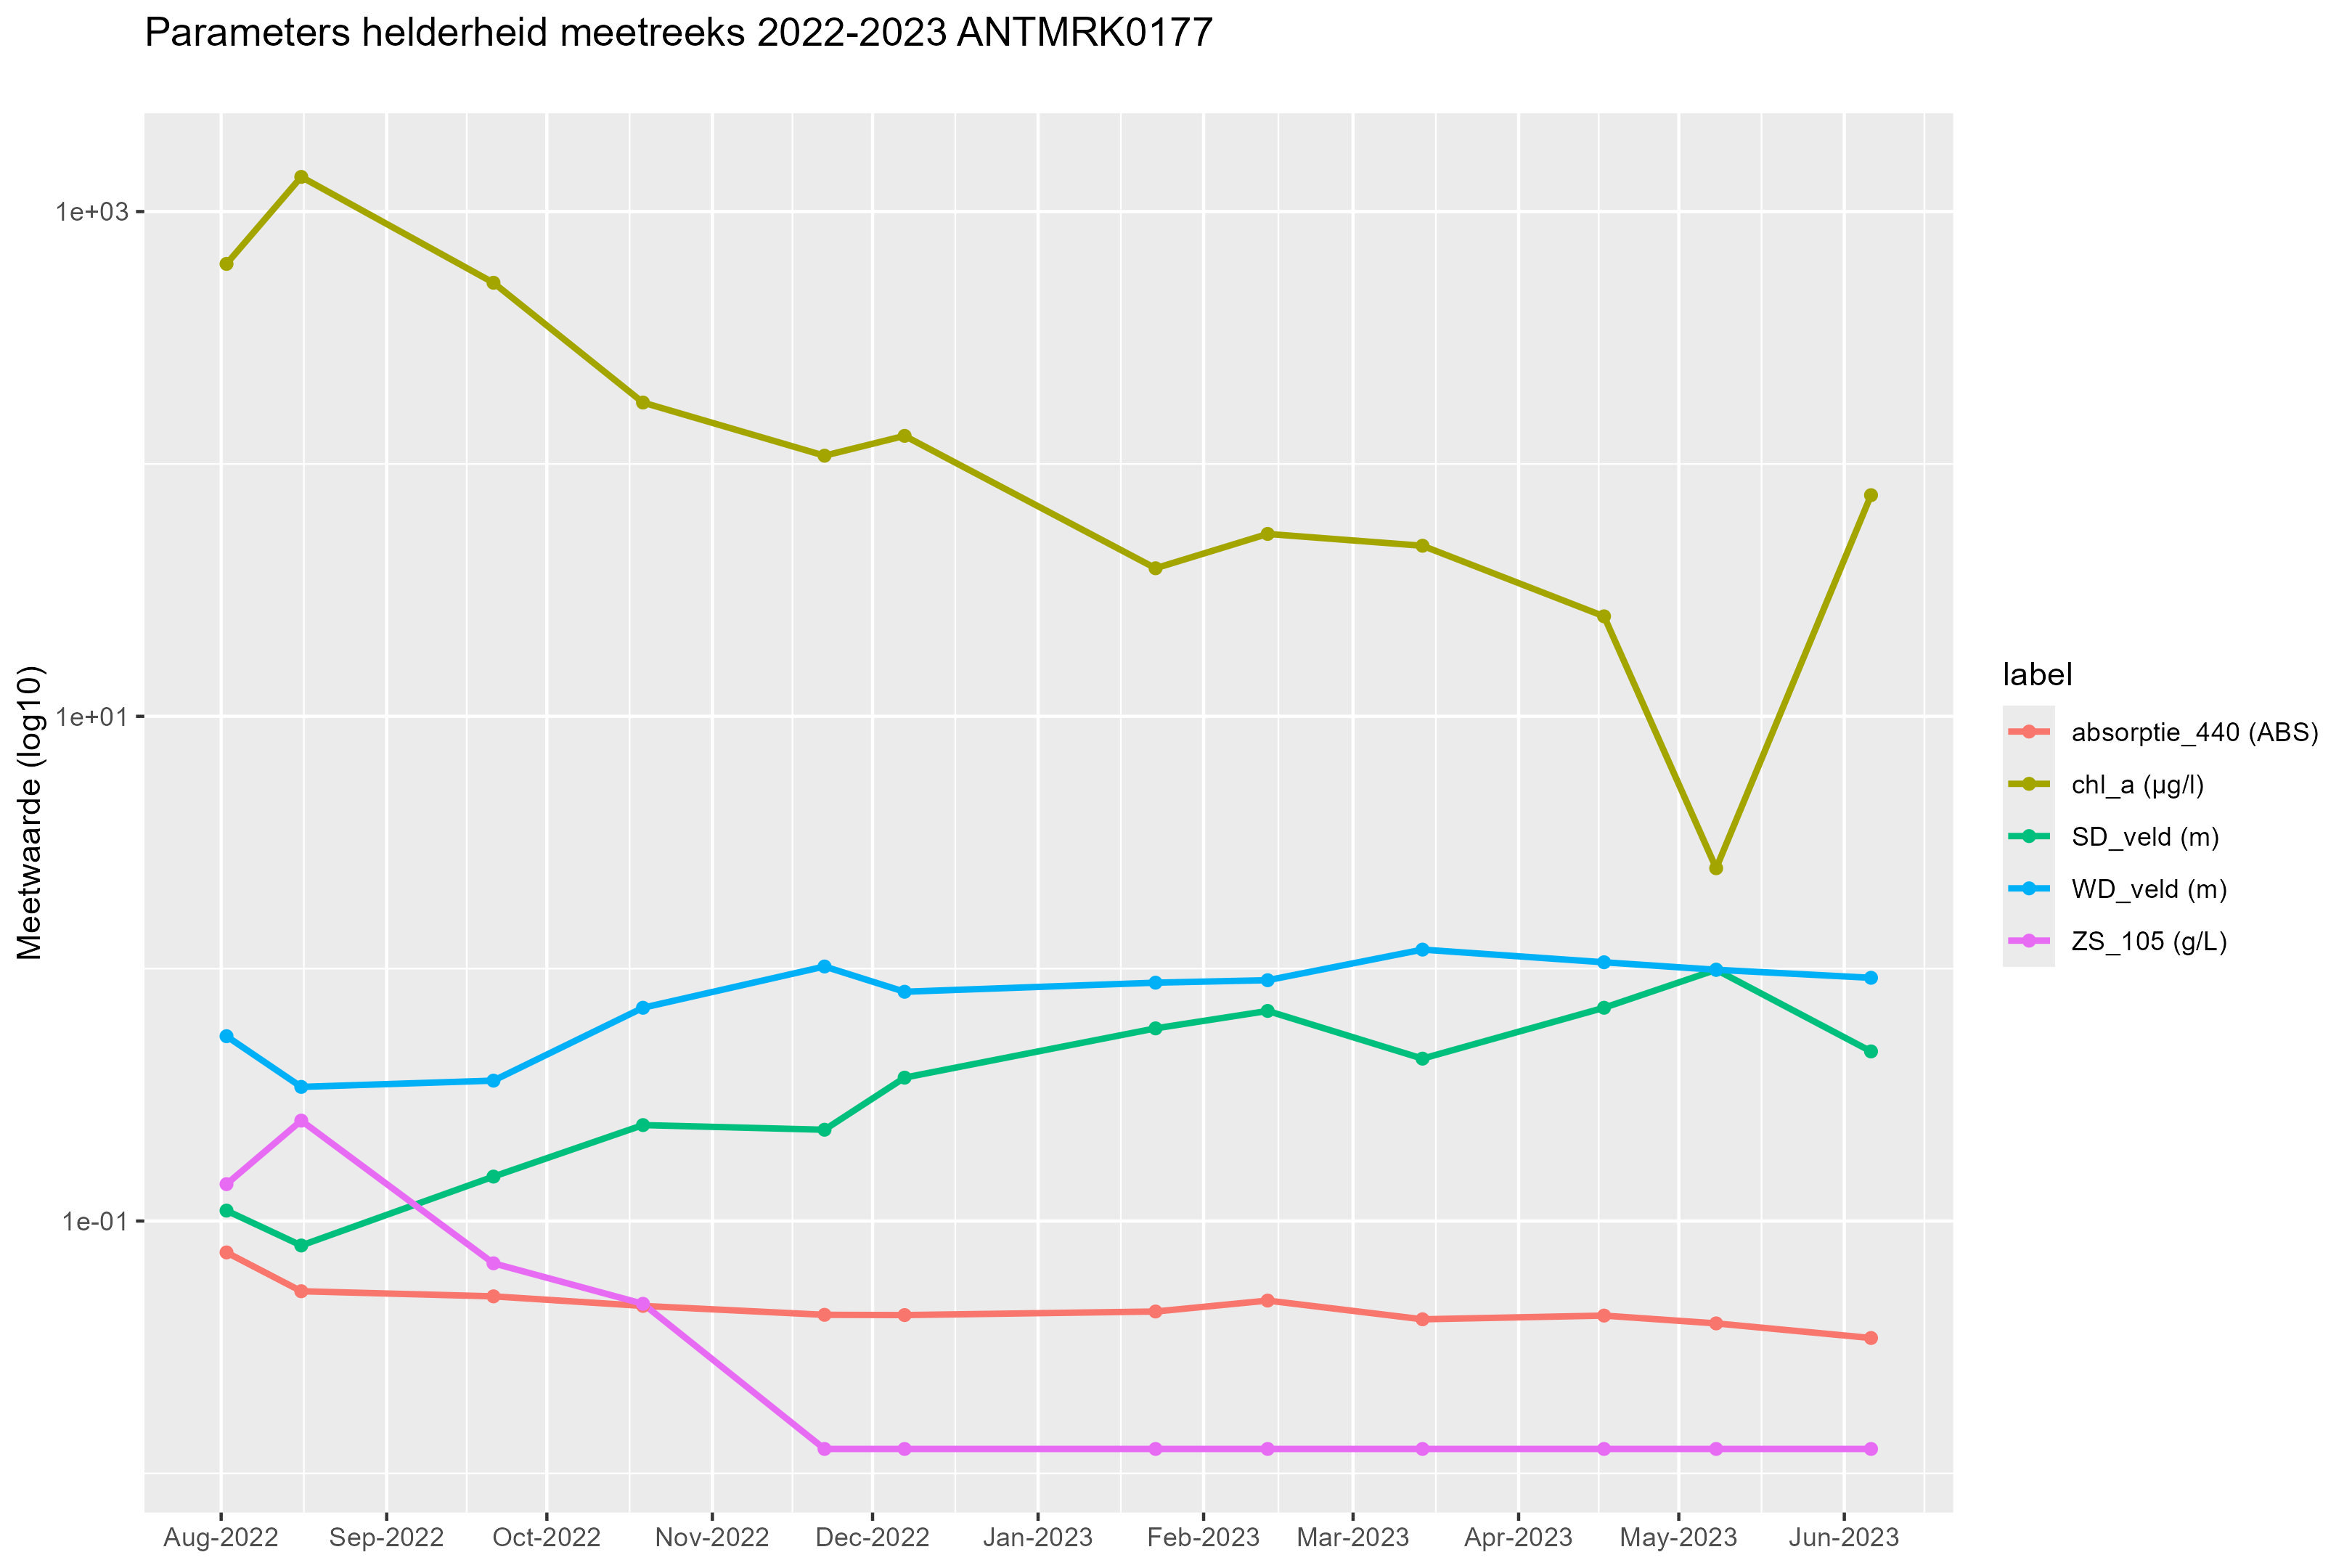 Parameters helderheid meetreeks 2022-2023 ANTMRK0177
Meetwaarde (log10)
1e+03
1e+01
1e-01
Aug-2022
Sep-2022
Oct-2022
Nov-2022
Dec-2022
Jan-2023
Feb-2023
Mar-2023
Apr-2023
May-2023
Jun-2023
label
absorptie_440 (ABS)
chl_a (µg/l)
SD_veld (m)
WD_veld (m)
ZS_105 (g/L)